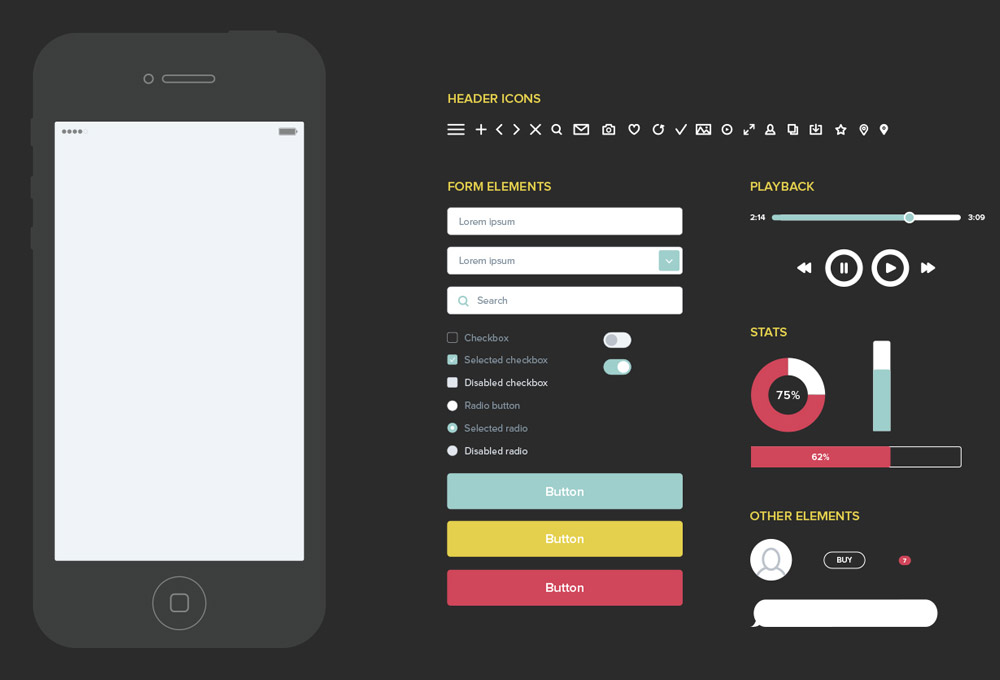 HEADER ICONS
FORM ELEMENTS
Lorem ipsum
Lorem ipsum
Search
Checkbox
Selected checkbox
Disabled checkbox
Radio button
Selected radio
Disabled radio
Button
Button
Button
PLAYBACK
2:14
3:09
STATS
75%
62%
OTHER ELEMENTS
BUY
7